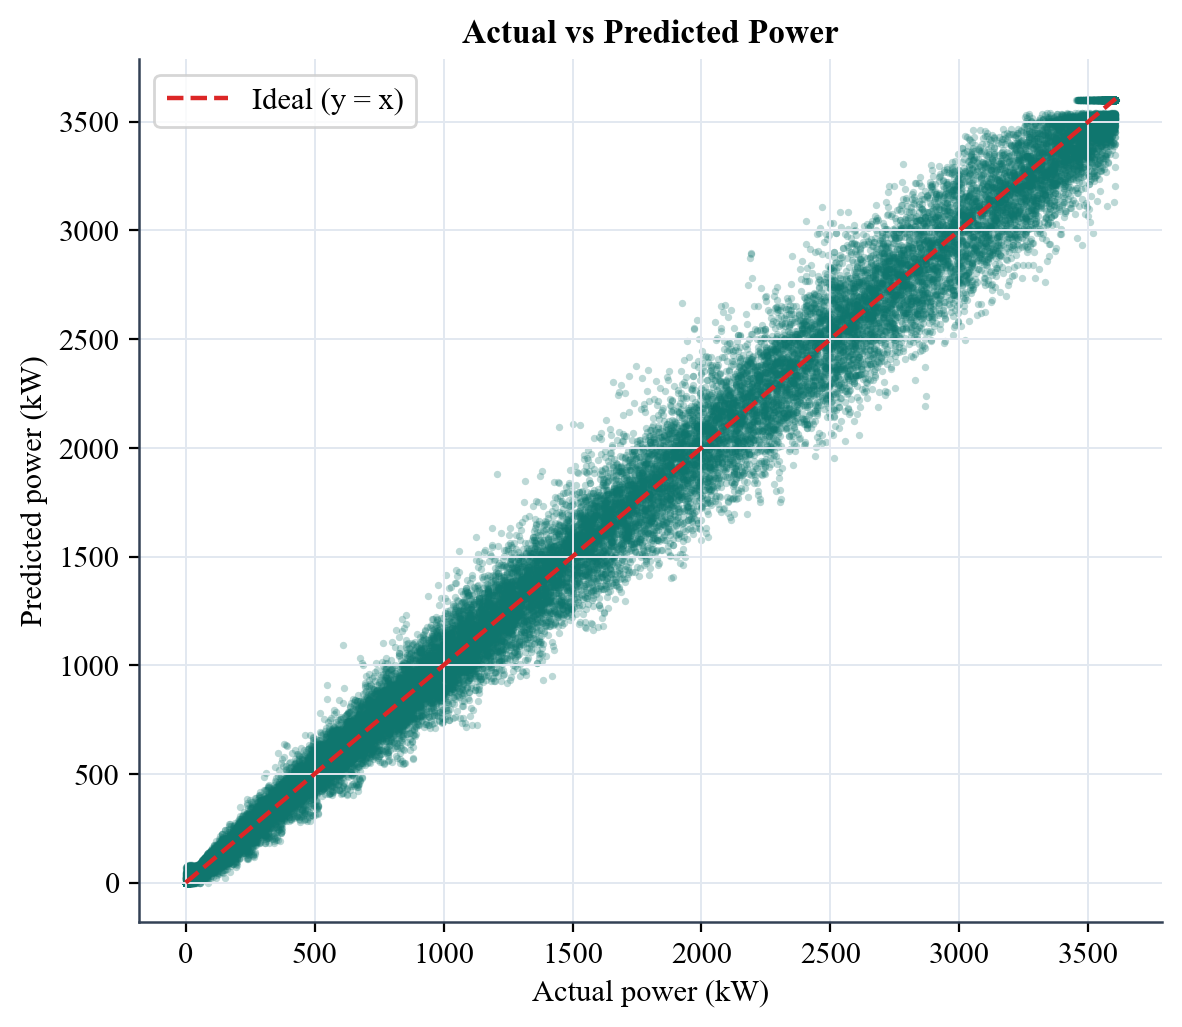 Actual vs Predicted Power
Ideal (y = x)
3500
3000
2500
2000
1500
1000
500
0
Predicted power (kW)
0 500 1000 1500 2000 2500 3000 3500
Actual power (kW)